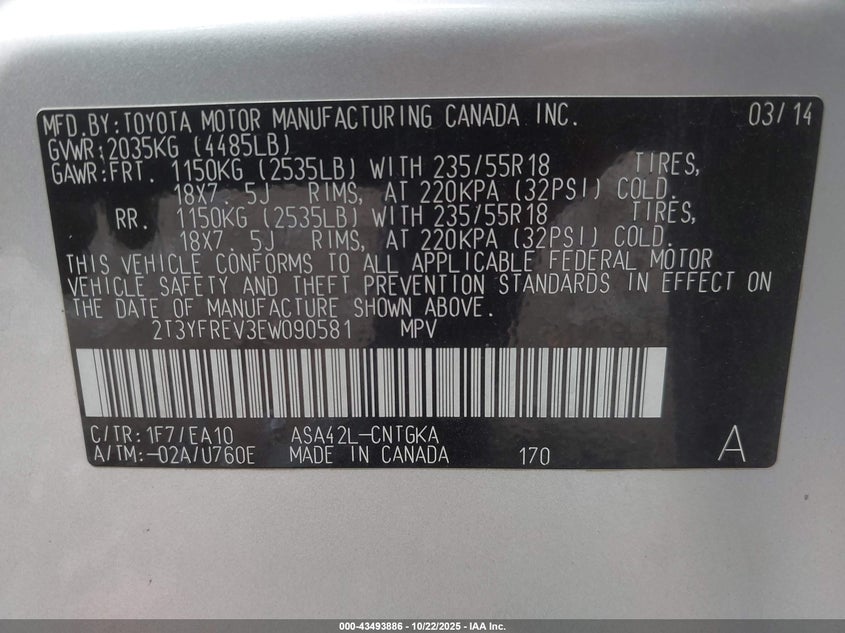 MFD.BY:TOYOTA MOTOR MANUFACTURING CANADA INC. 03/14
GVWR:2035KG (4485LB)
GAWR:FRT. 1150KG (2535LB) WITH 235/55R18 TIRES,
18X7. 5J RIMS, AT 220KPA (32PSI) COLD.
RR. 1150KG (2535LB) WITH 235/55R18 TIRES,
18X7. 5J RIMS, AT 220KPA (32PSI) COLD.
THIS VEHICLE CONFORMS TO ALL APPLICABLE FEDERAL MOTOR
VEHICLE SAFETY AND THEFT PREVENTION STANDARDS IN EFFECT ON
THE DATE OF MANUFACTURE SHOWN ABOVE.
2T3YFREV3EW090581 MPV
C/TR:1F7/EA10 ASA42L-CNTGKA
A/TM:-02A/U760E MADE IN CANADA 170 A
000-43493886 - 10/22/2025 - IAA Inc.